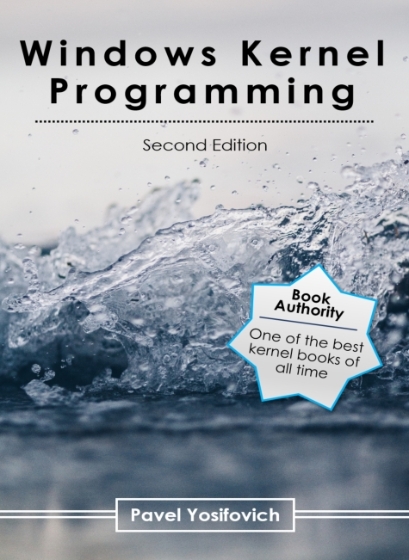 Windows Kernel
Programming
Second Edition
Book
Authority
One of the best
kernel books of
all time
Pavel Yosifovich